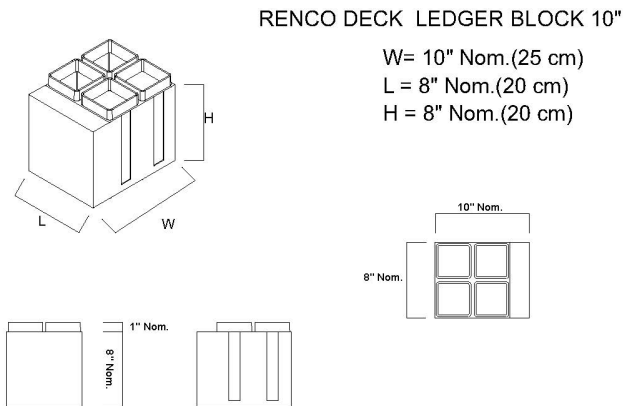 RENCO DECK LEDGER BLOCK 10"
W= 10" Nom.(25 cm)
L = 8" Nom.(20 cm)
H = 8" Nom.(20 cm)
H
L
W
10" Nom.
8" Nom.
1" Nom.
8" Nom.